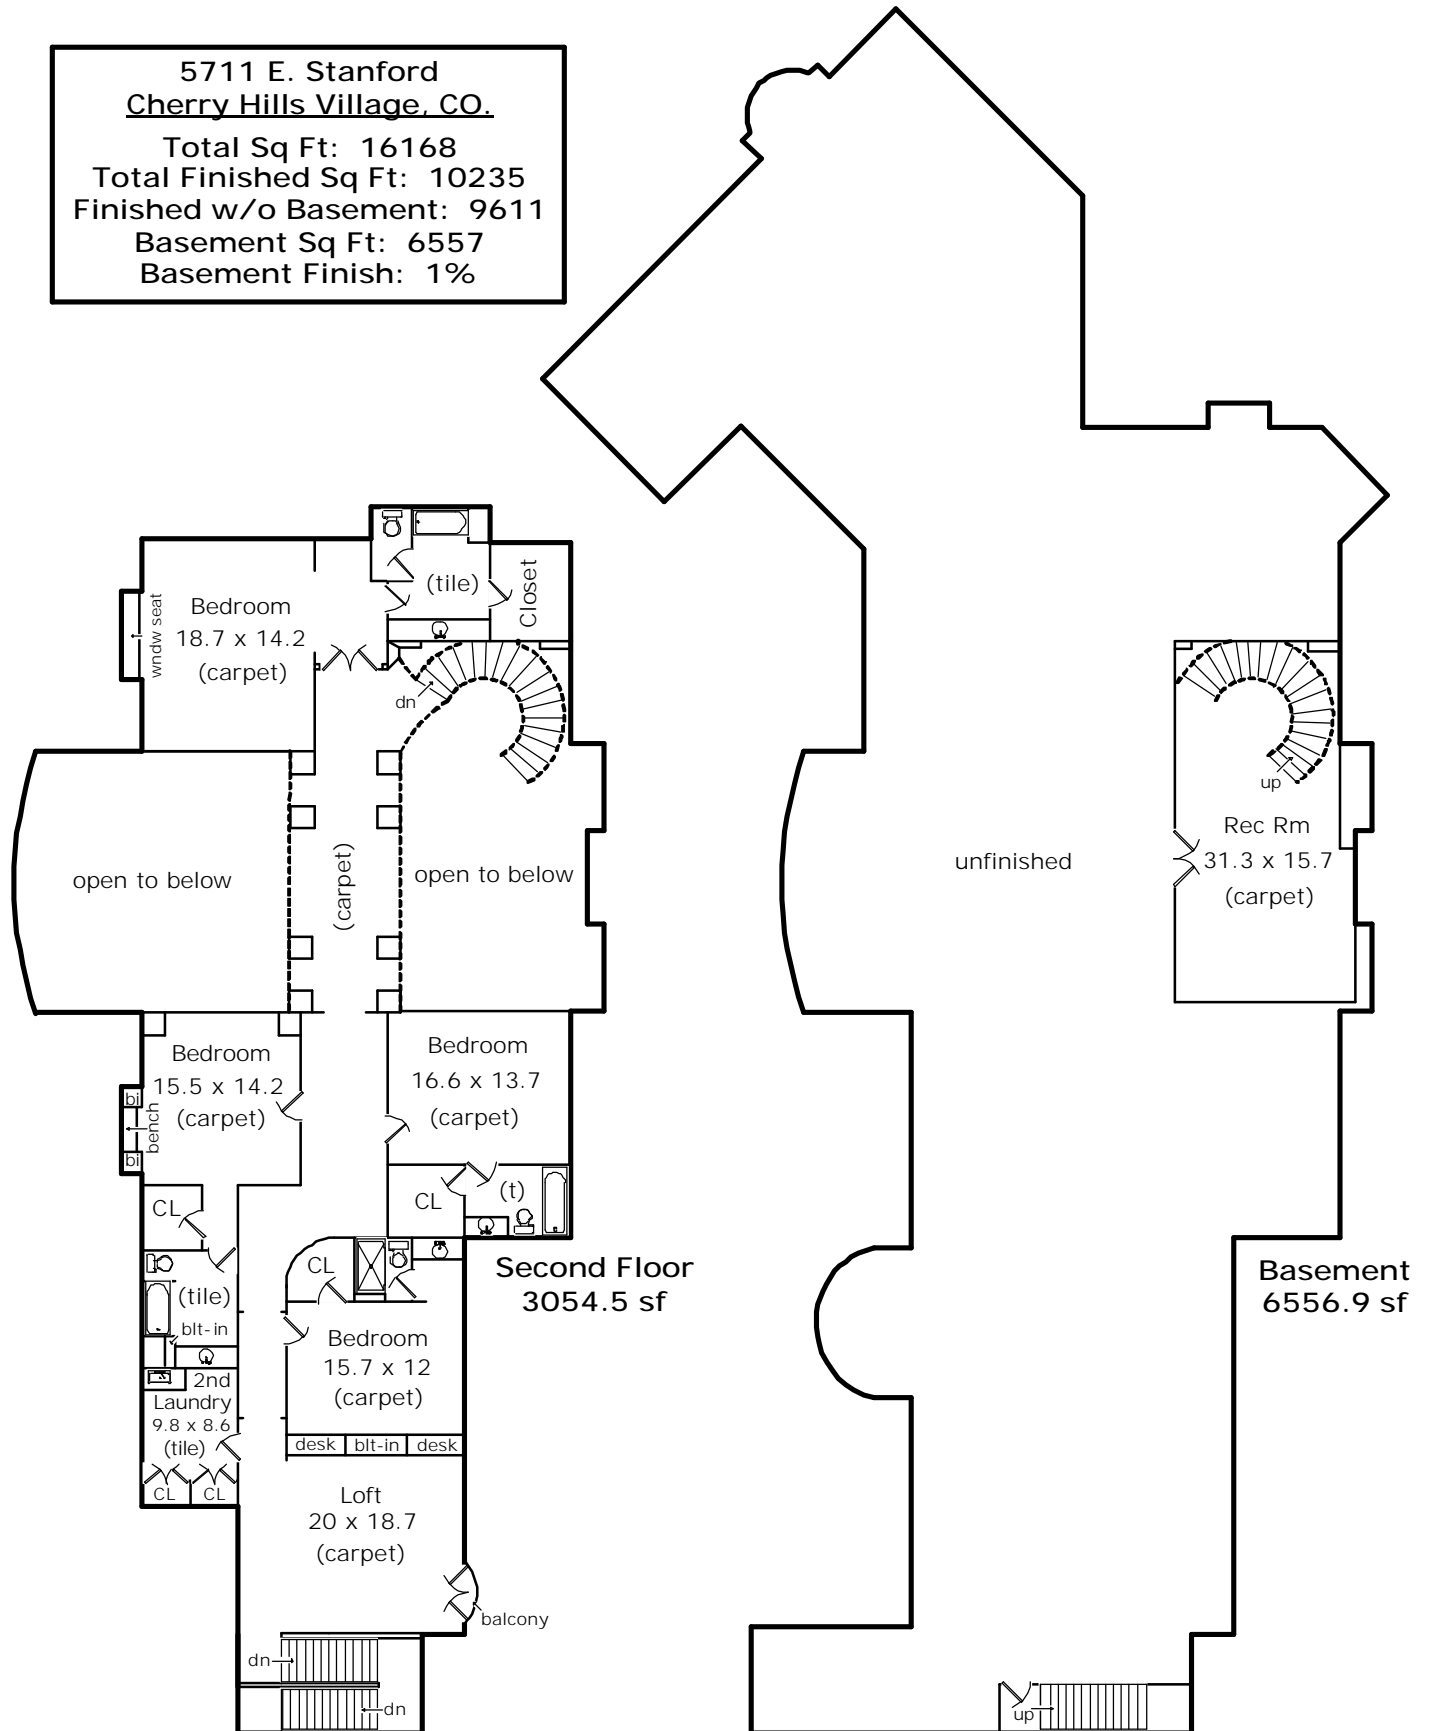 5711 E. Stanford
Cherry Hills Village, CO.
Total Sq Ft: 16168
Total Finished Sq Ft: 10235
Finished w/o Basement: 9611
Basement Sq Ft: 6557
Basement Finish: 1%
(tile)
Closet
wndw seat
Bedroom
18.7 x 14.2
(carpet)
dn
open to below
(carpet)
open to below
Bedroom
15.5 x 14.2
(carpet)
bi
bench
bi
Bedroom
16.6 x 13.7
(carpet)
CL
CL
(t)
CL
(tile)
blt-in
Bedroom
15.7 x 12
(carpet)
2nd
Laundry
9.8 x 8.6
(tile)
CL
CL
desk
blt-in
desk
Loft
20 x 18.7
(carpet)
balcony
dn
dn
Second Floor
3054.5 sf
up
Rec Rm
31.3 x 15.7
(carpet)
unfinished
Basement
6556.9 sf
up